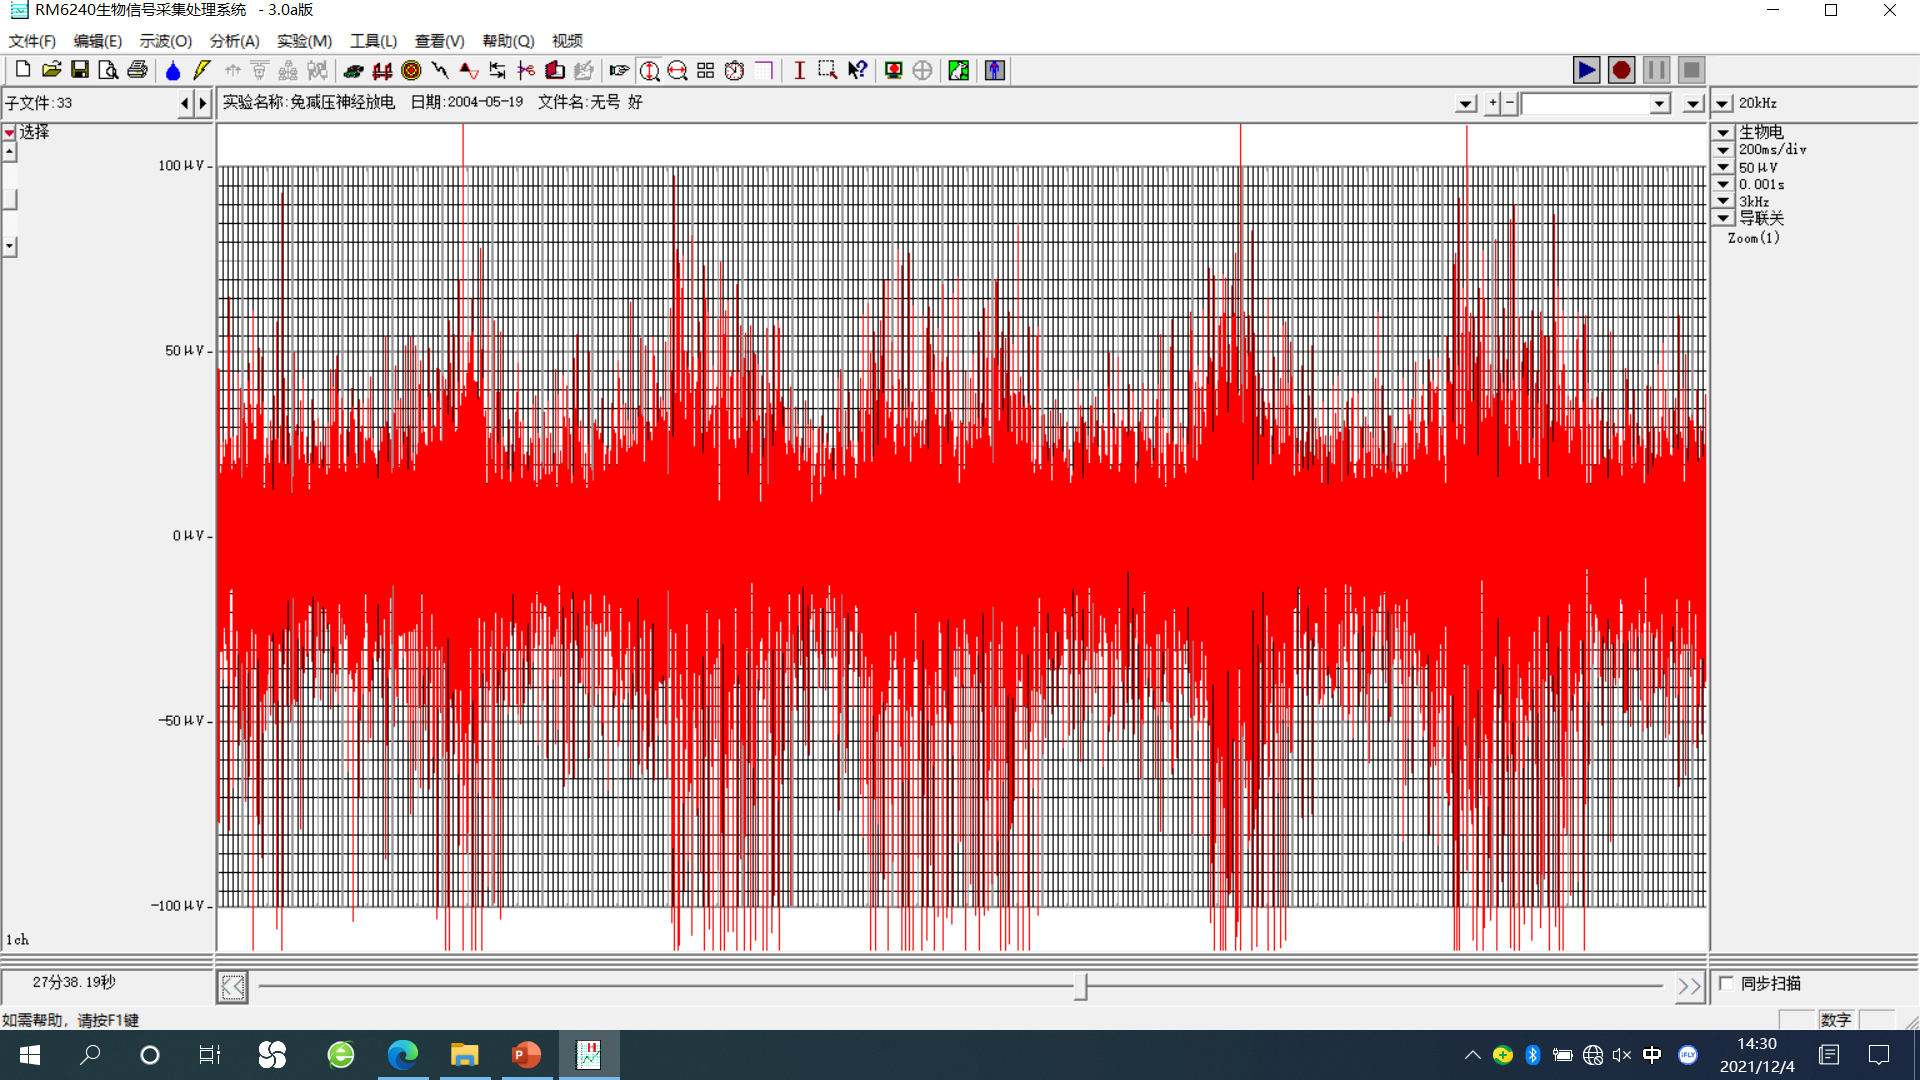 RM6240生物信号采集处理系统 - 3.0a版
文件(F) 编辑(E) 示波(O) 分析(A) 实验(M) 工具(L) 查看(V) 帮助(Q) 视频
子文件:33
实验名称:兔减压神经放电 日期:2004-05-19 文件名:无号 好
20kHz
选择
生物电
200ms/div
50μV
0.001s
3kHz
导联关
Zoom(1)
100μV
50μV
0μV
-50μV
-100μV
1ch
27分38.19秒
同步扫描
如需帮助，请按F1键
数字
中
iFLY
14:30
2021/12/4